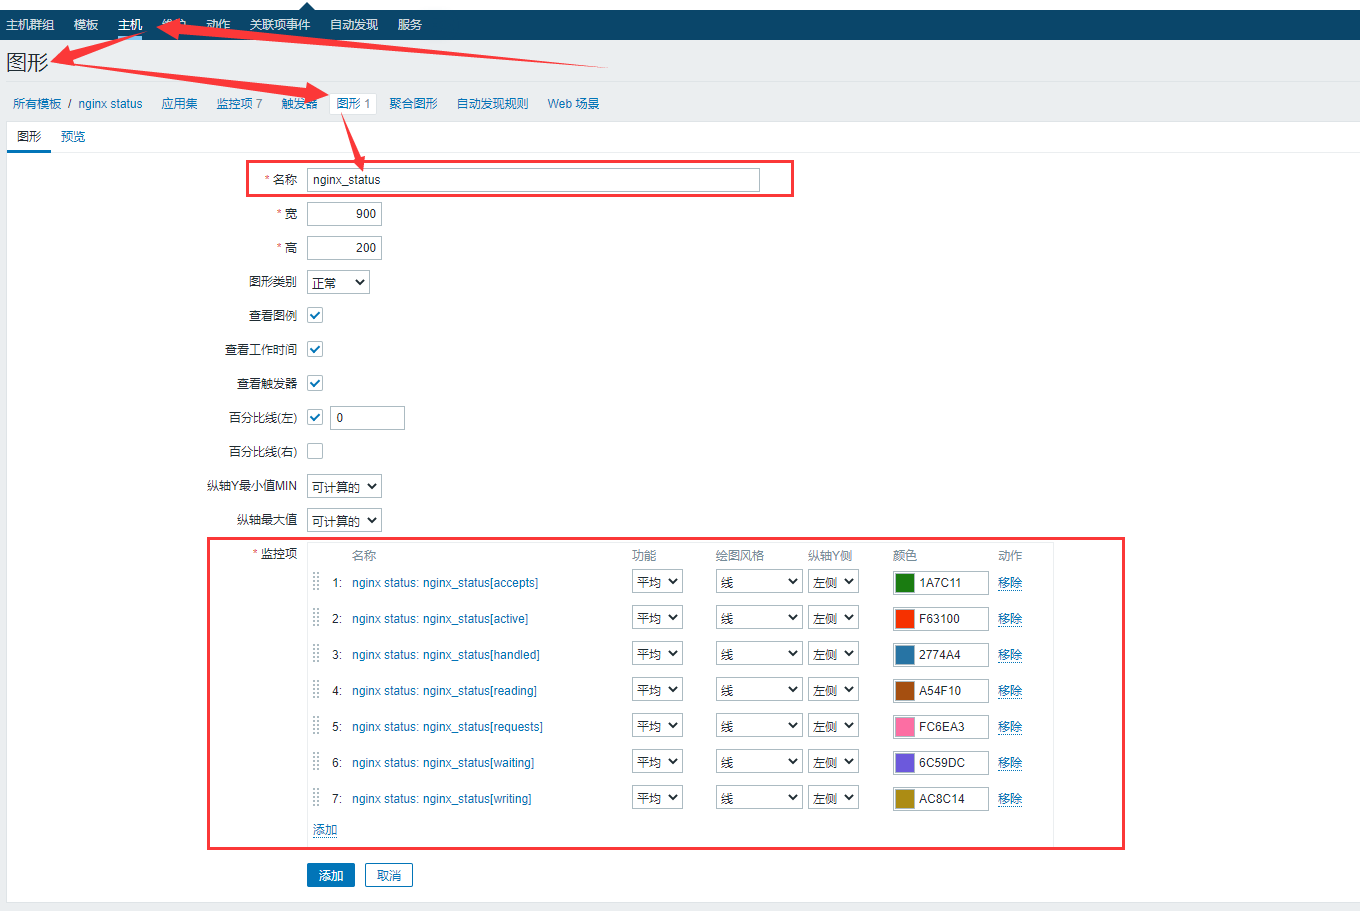 主机群组 模板 主机 维护 动作 关联项事件 自动发现 服务
图形
所有模板 / nginx status 应用集 监控项 7 触发器 图形 1 聚合图形 自动发现规则 Web 场景
图形 预览
* 名称 nginx_status
* 宽 900
* 高 200
图形类别 正常
查看图例
查看工作时间
查看触发器
百分比线(左) 0
百分比线(右)
纵轴Y最小值MIN 可计算的
纵轴最大值 可计算的
* 监控项 名称 功能 绘图风格 纵轴Y侧 颜色 动作
1: nginx status: nginx_status[accepts] 平均 线 左侧 1A7C11 移除
2: nginx status: nginx_status[active] 平均 线 左侧 F63100 移除
3: nginx status: nginx_status[handled] 平均 线 左侧 2774A4 移除
4: nginx status: nginx_status[reading] 平均 线 左侧 A54F10 移除
5: nginx status: nginx_status[requests] 平均 线 左侧 FC6EA3 移除
6: nginx status: nginx_status[waiting] 平均 线 左侧 6C59DC 移除
7: nginx status: nginx_status[writing] 平均 线 左侧 AC8C14 移除
添加
添加 取消